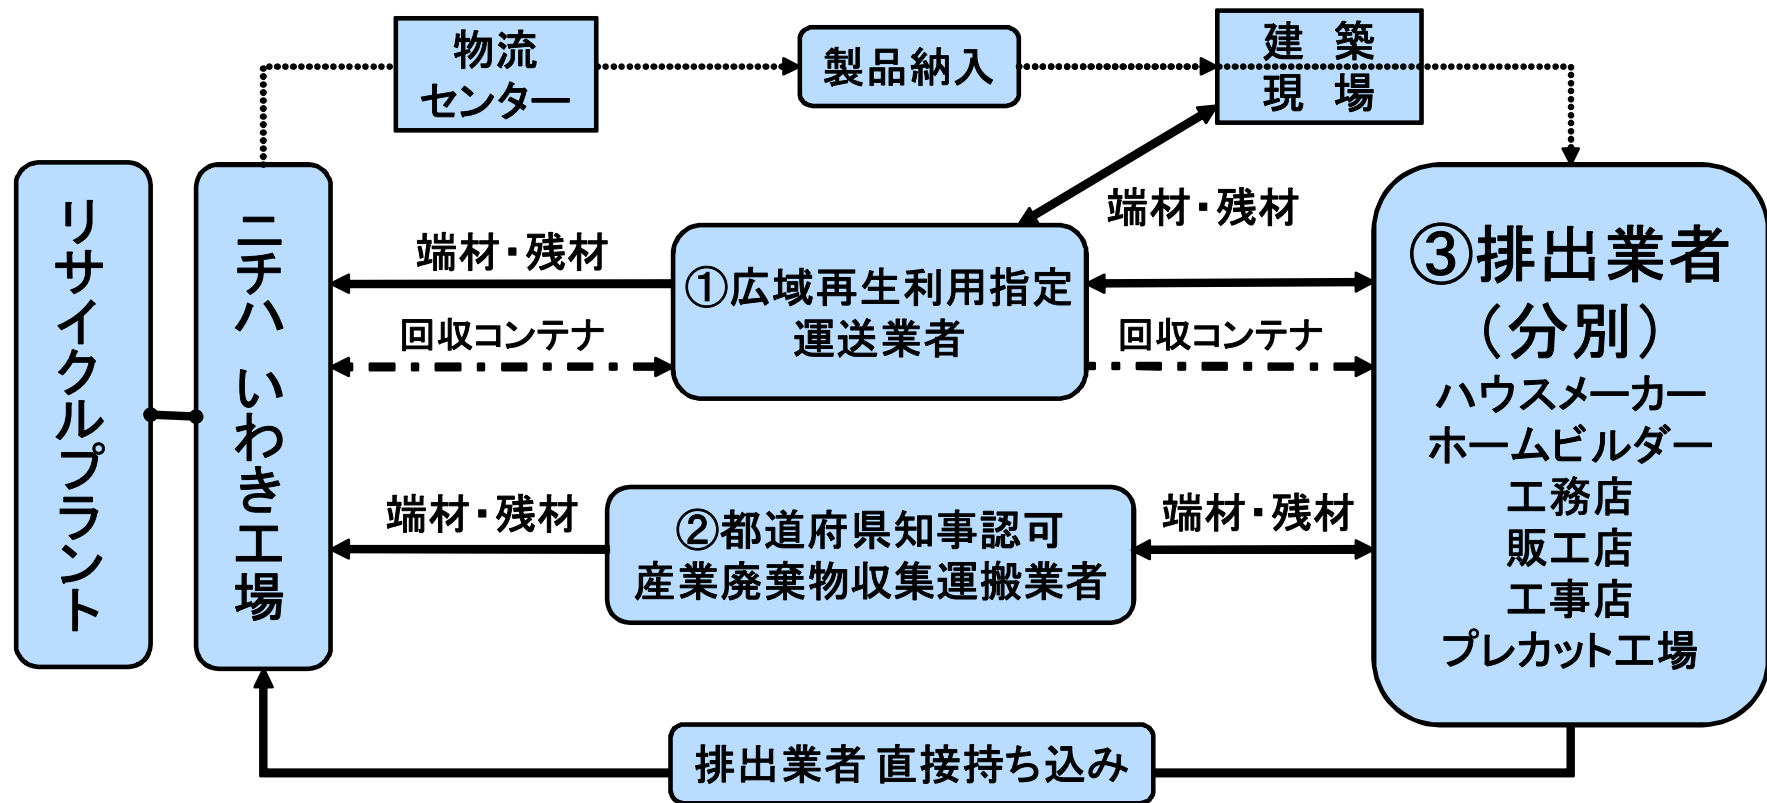 物流
センター
製品納入
建 築
現 場
リサイクルプラント
ニチハ いわき工場
端材・残材
端材・残材
①広域再生利用指定
運送業者
回収コンテナ
回収コンテナ
端材・残材
②都道府県知事認可
産業廃棄物収集運搬業者
端材・残材
③排出業者
（分別）
ハウスメーカー
ホームビルダー
工務店
販工店
工事店
プレカット工場
排出業者 直接持ち込み